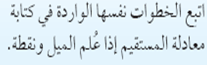 اتبع الخطوات نفسها الواردة في كتابة
معادلة المستقيم إذا عُلم الميل ونقطة.